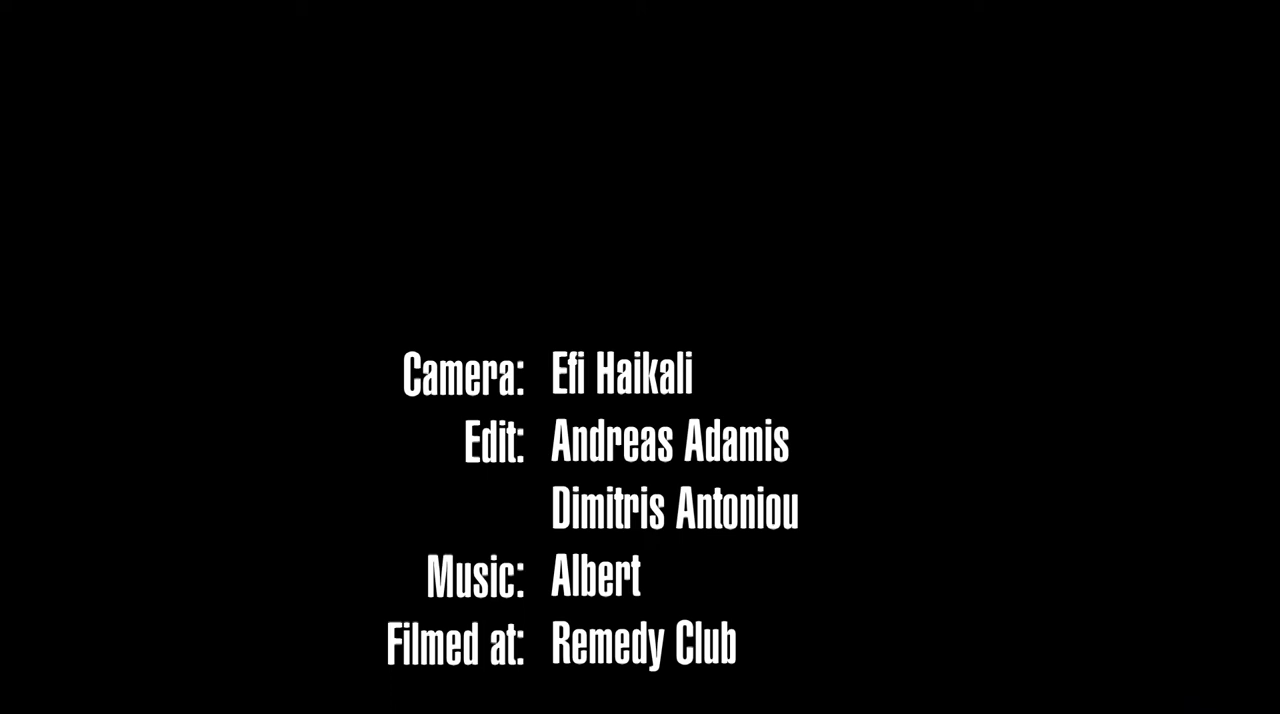 Camera: Efi Haikali
Edit: Andreas Adamis
Dimitris Antoniou
Music: Albert
Filmed at: Remedy Club